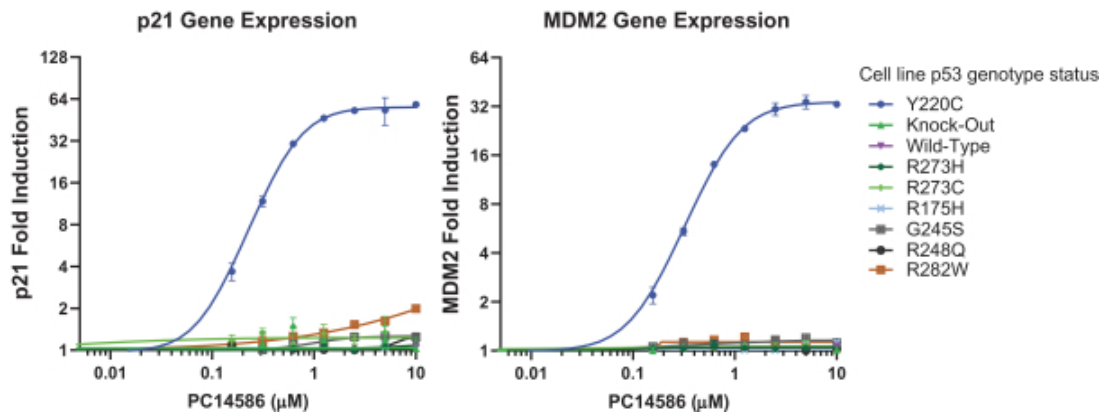 p21 Gene Expression
p21 Fold Induction
128
64
32
16
8
4
2
1
0.01
0.1
1
10
PC14586 (μM)
MDM2 Gene Expression
MDM2 Fold Induction
64
32
16
8
4
2
1
0.01
0.1
1
10
PC14586 (μM)
Cell line p53 genotype status
Y220C
Knock-Out
Wild-Type
R273H
R273C
R175H
G245S
R248Q
R282W